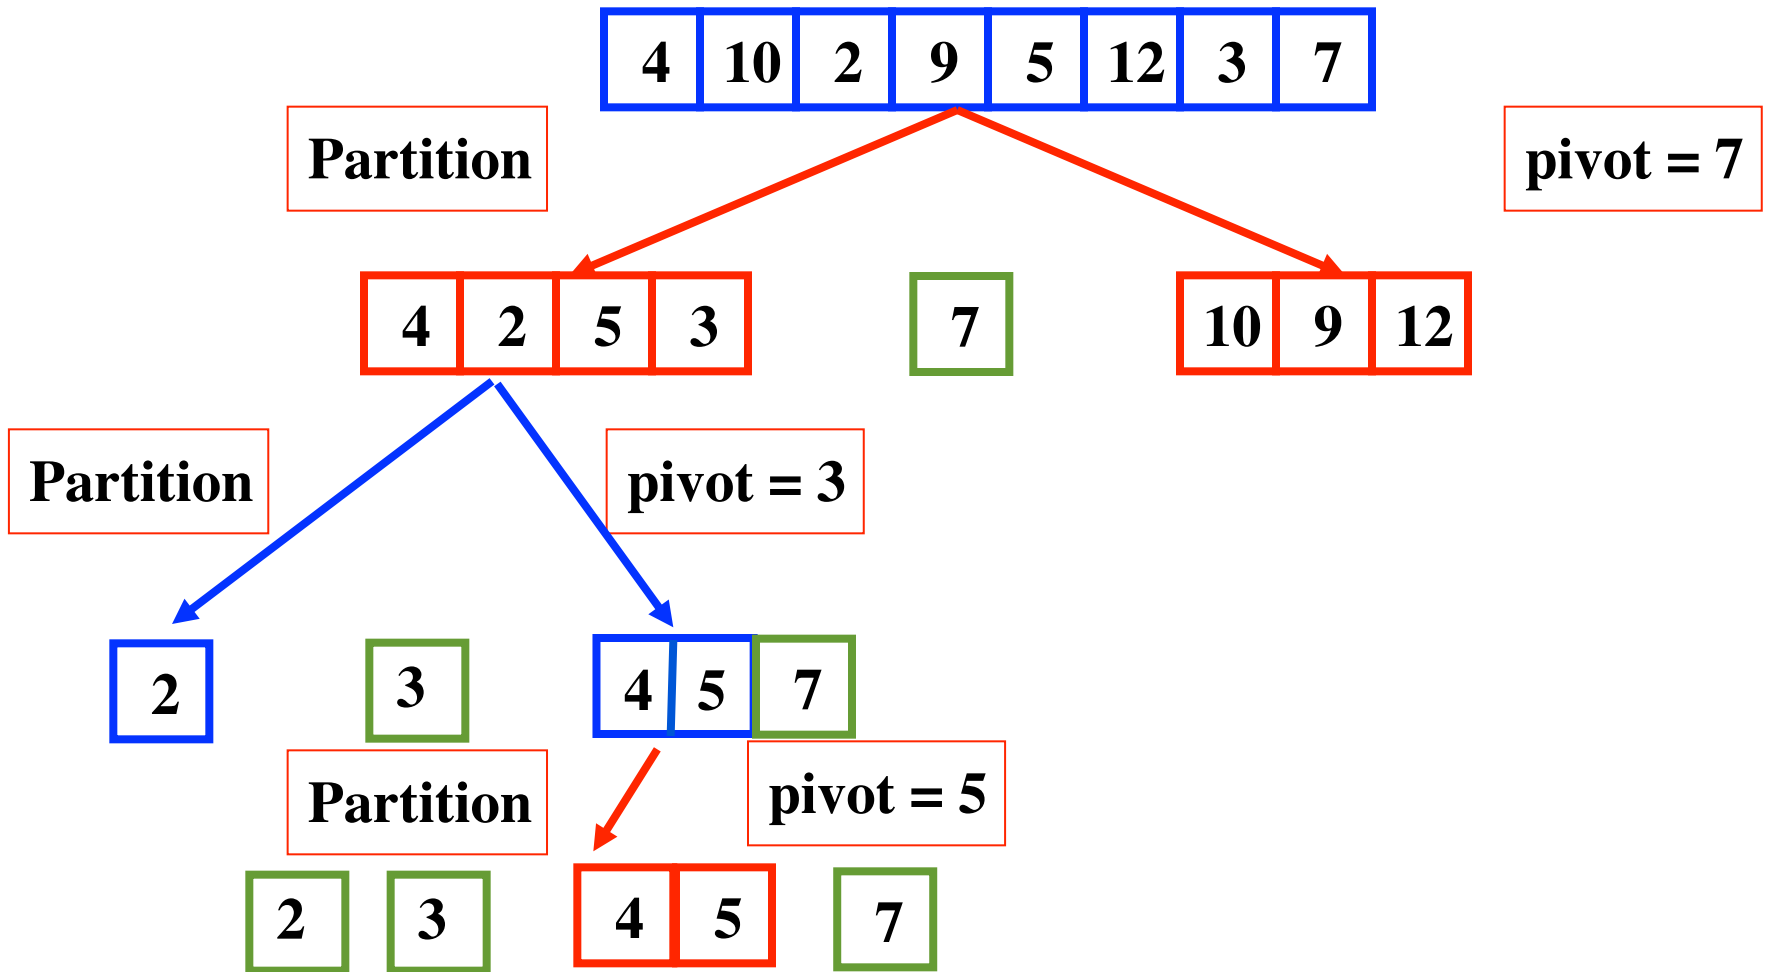 4 10 2 9 5 12 3 7
Partition
pivot = 7
4 2 5 3
7
10 9 12
Partition
pivot = 3
2
3
4 5
7
Partition
pivot = 5
2
3
4 5
7